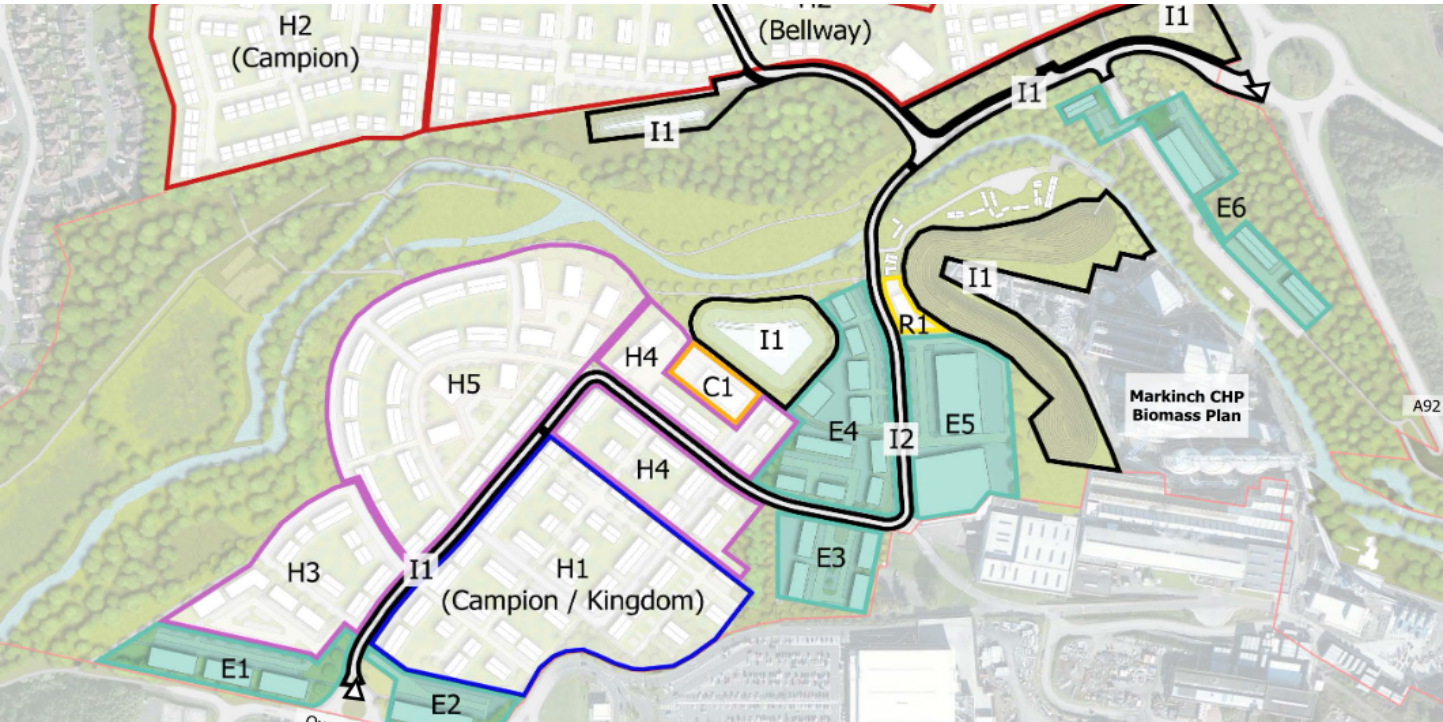 I1
H2
H2
(Campion)
(Bellway)
I1
I1
E6
I1
R1
I1
H4
H5
C1
Markinch CHP
Biomass Plan
A92
E4
E5
I2
H4
E3
I1
H3
H1
(Campion / Kingdom)
E1
E2